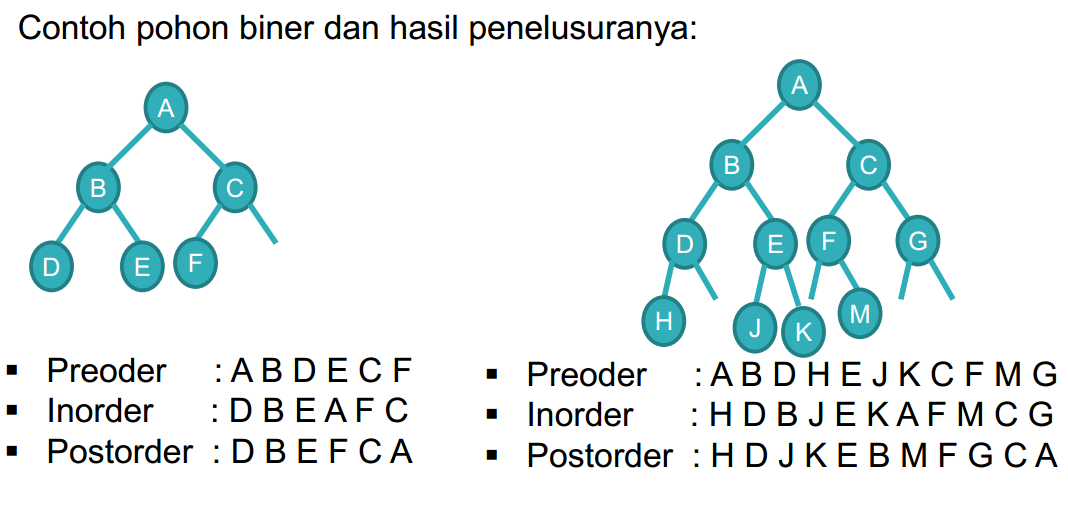 Contoh pohon biner dan hasil penelusuranya:
A
B
C
D
E
F
▪ Preoder : A B D E C F
▪ Inorder : D B E A F C
▪ Postorder : D B E F C A
A
B
C
D
E
F
G
H
J
K
M
▪ Preoder : A B D H E J K C F M G
▪ Inorder : H D B J E K A F M C G
▪ Postorder : H D J K E B M F G C A